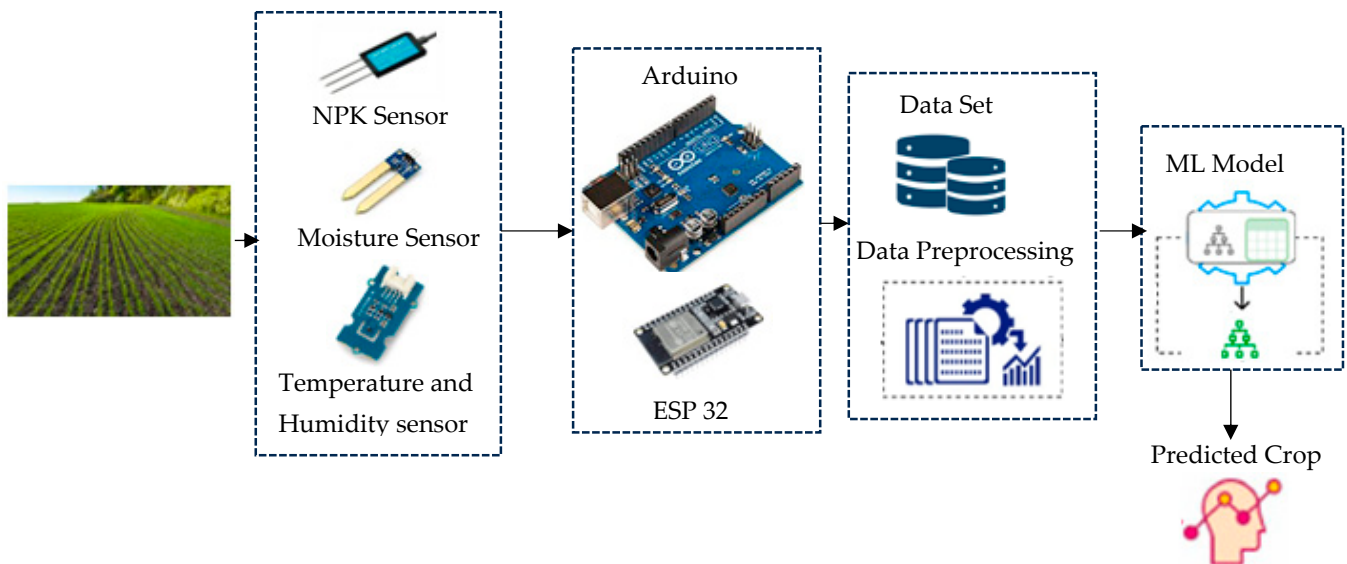 NPK Sensor
Moisture Sensor
Temperature and
Humidity sensor
Arduino
ESP 32
Data Set
Data Preprocessing
ML Model
Predicted Crop